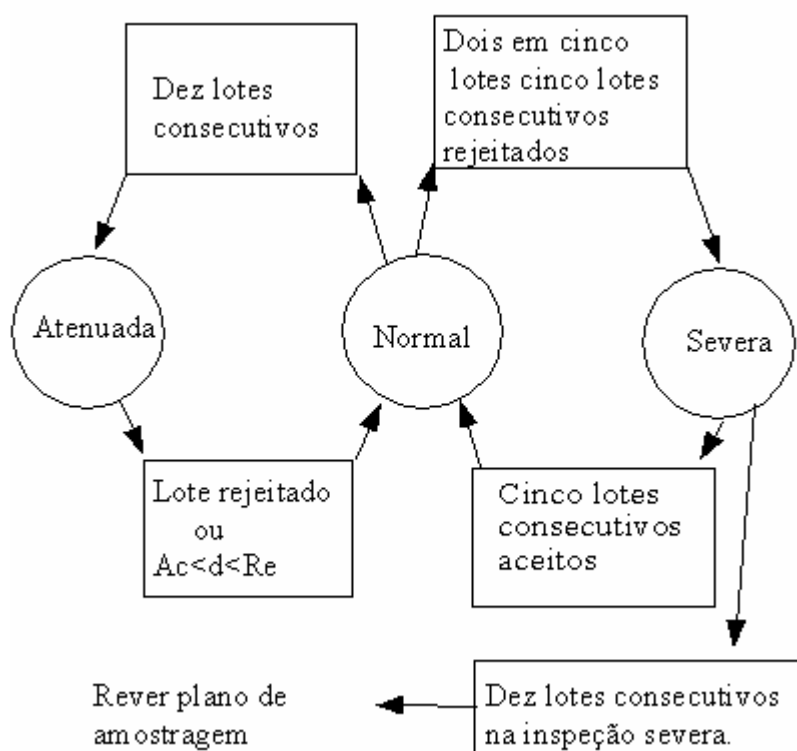 Dez lotes
consecutivos
Dois em cinco
lotes cinco lotes
consecutivos
rejeitados
Atenuada
Normal
Severa
Lote rejeitado
ou
Ac<d<Re
Cinco lotes
consecutivos
aceitos
Rever plano de
amostragem
Dez lotes consecutivos
na inspeção severa.